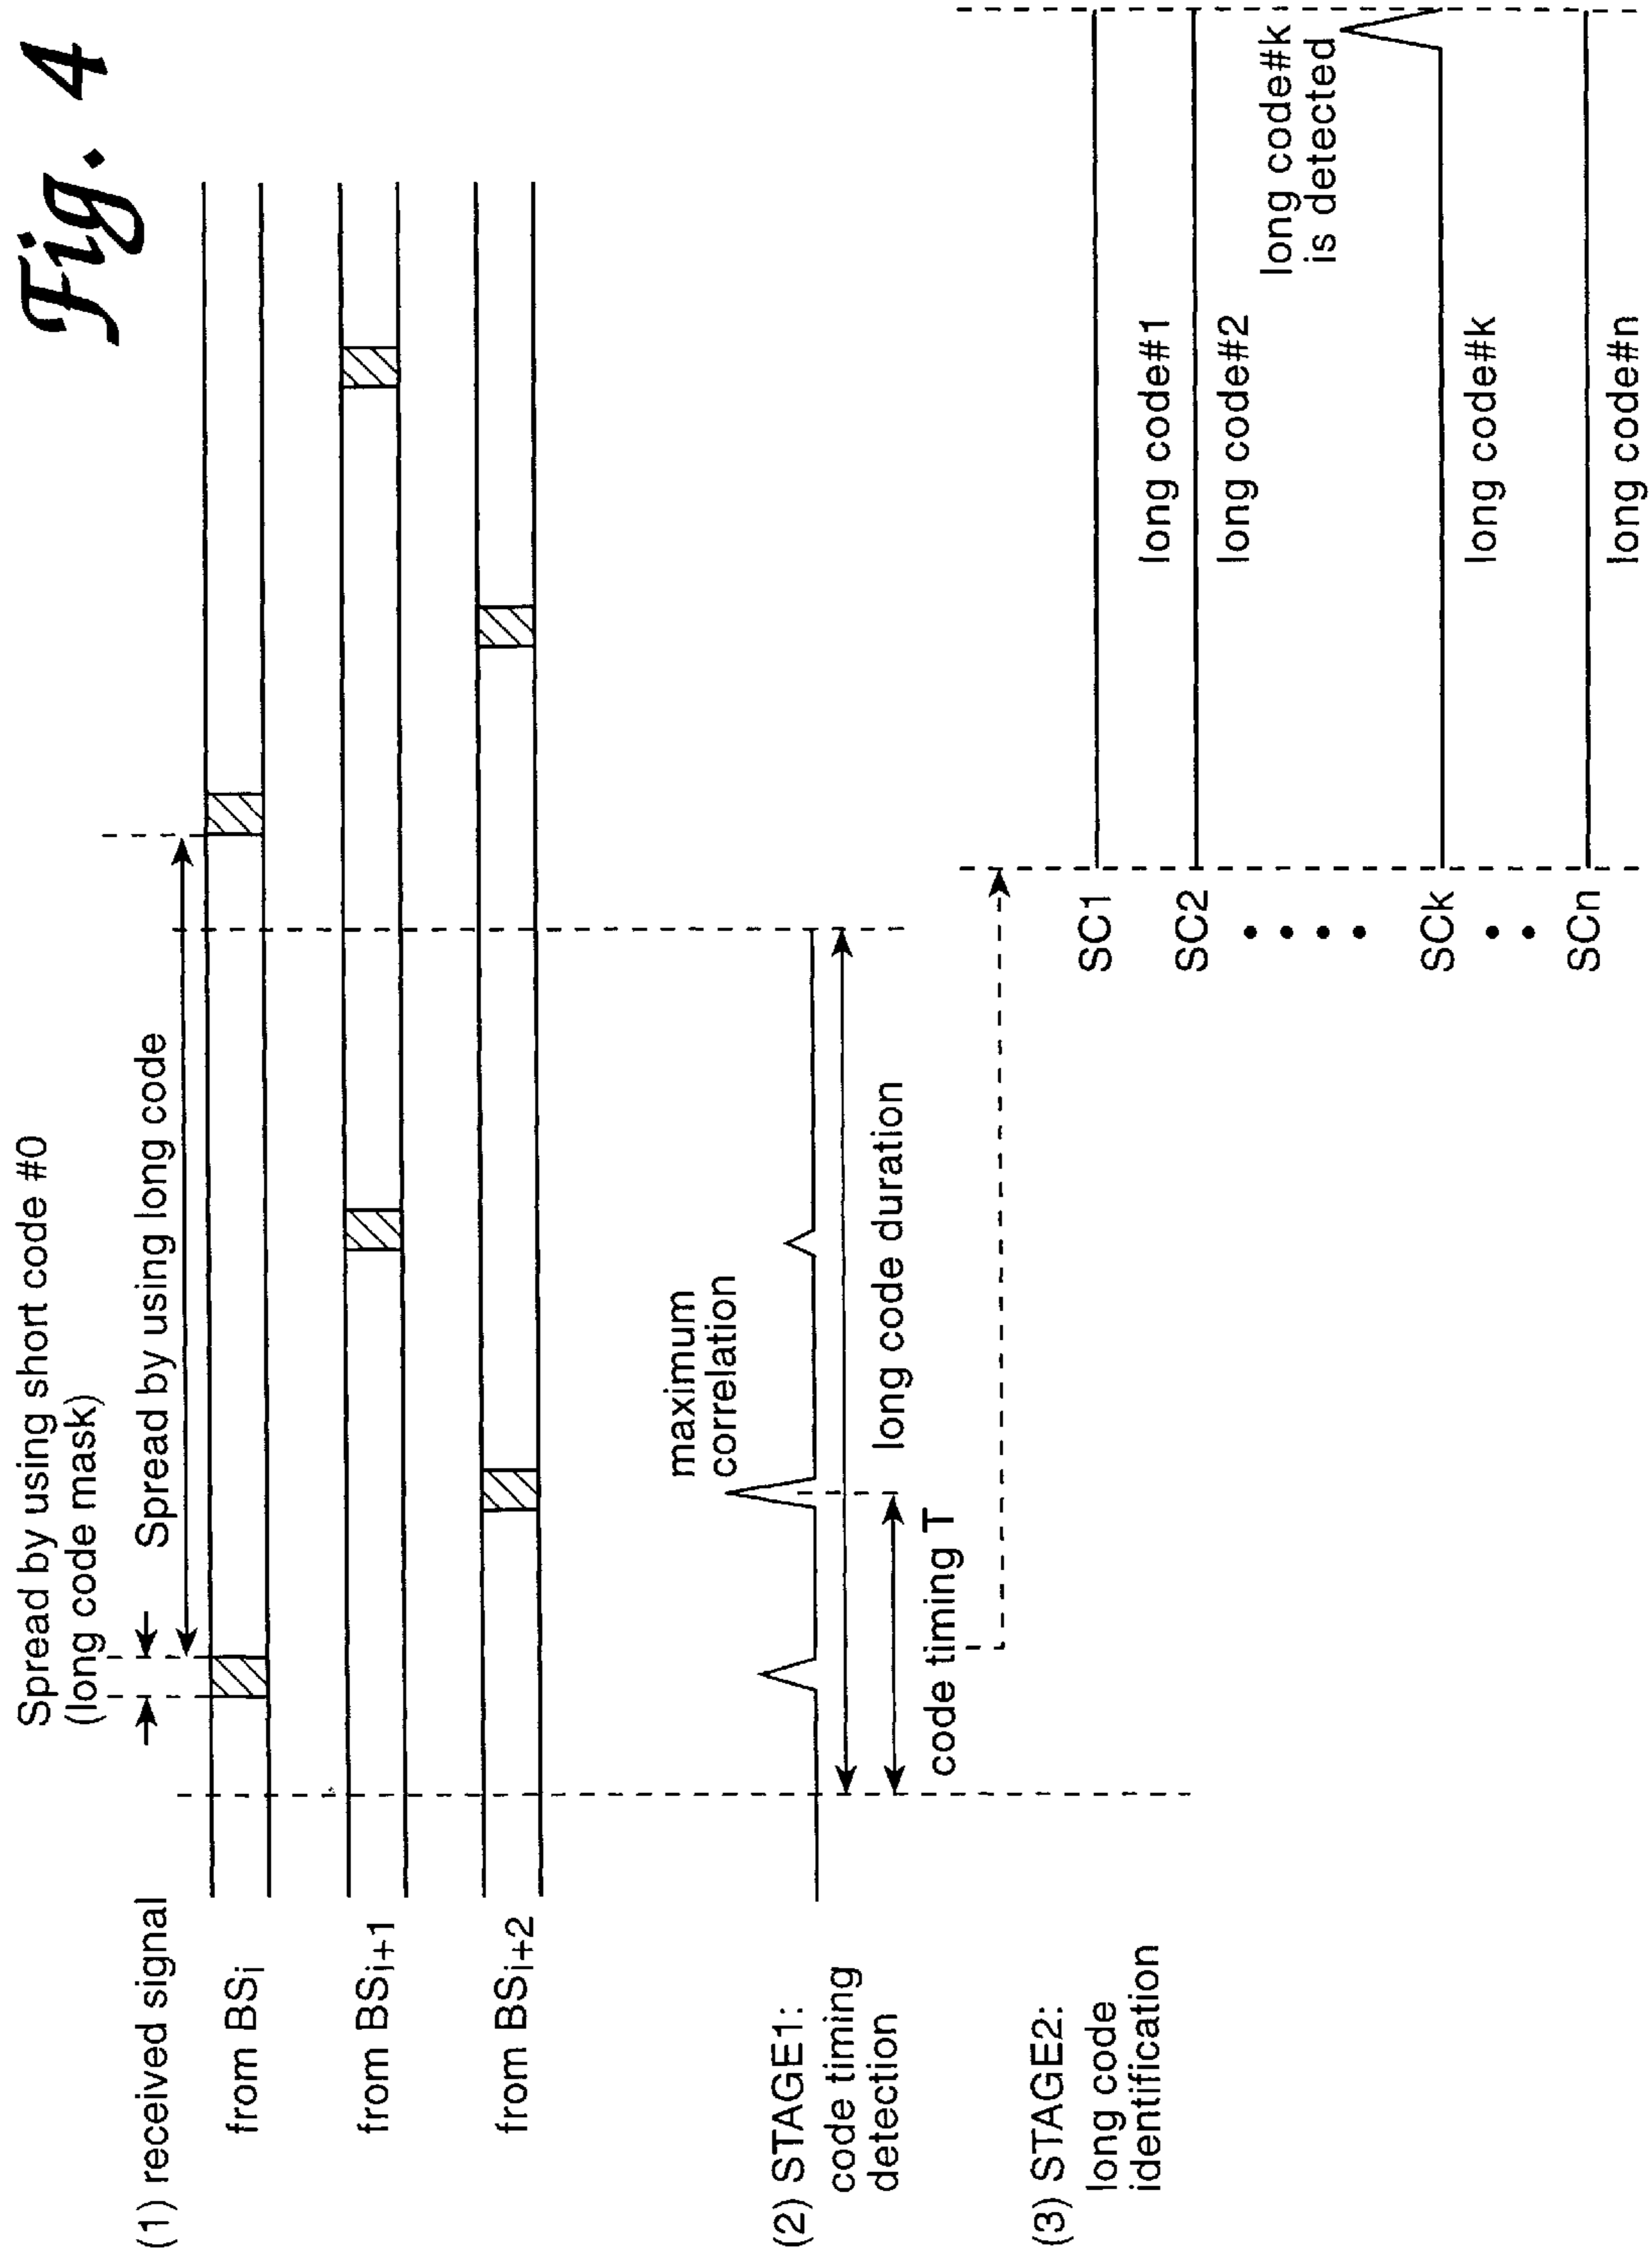 Fig. 4
Spread by using short code #0
(long code mask)
Spread by using long code
(1) received signal
from BSi
from BSi+1
from BSi+2
maximum
correlation
(2) STAGE1:
code timing
detection
long code duration
code timing T
(3) STAGE2:
long code
identification
SC1
long code#1
SC2
long code#2
long code#k
is detected
SCk
long code#k
SCn
long code#n